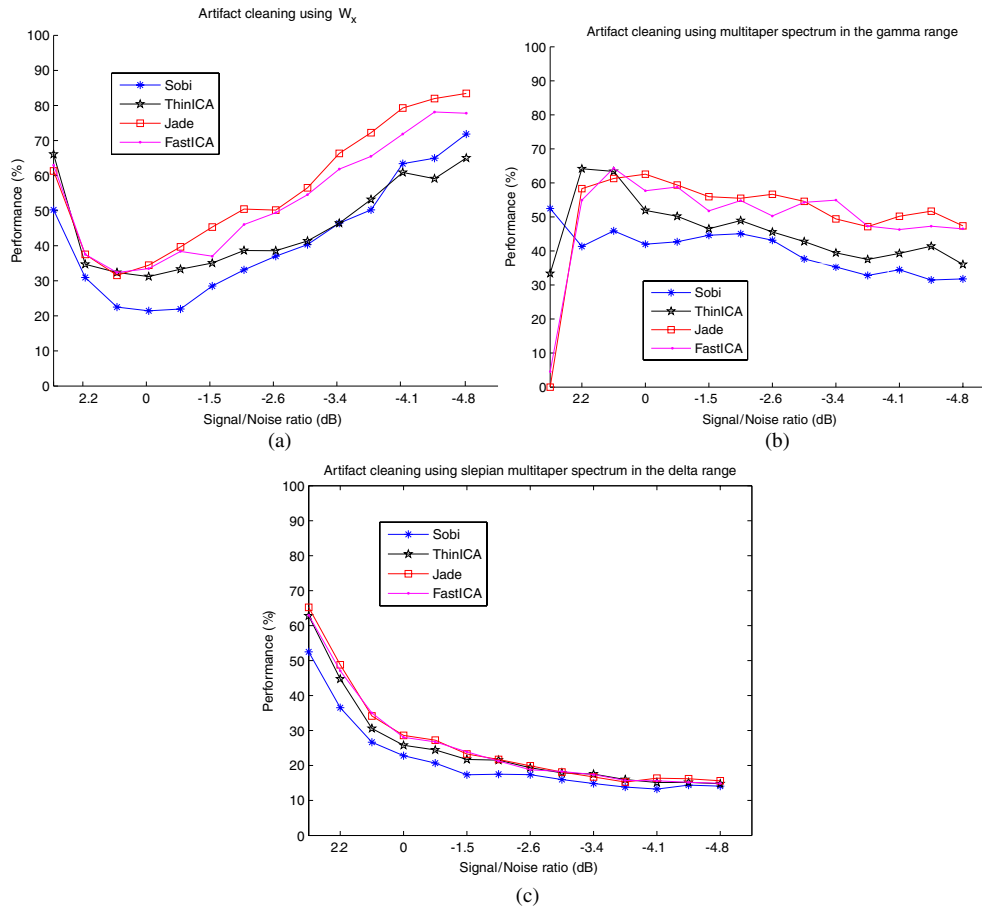 Artifact cleaning using W_x
100
90
80
70
60
50
40
30
20
10
0
Performance (%)
Sobi
ThinICA
Jade
FastICA
2.2 0 -1.5 -2.6 -3.4 -4.1 -4.8
Signal/Noise ratio (dB)
(a)
Artifact cleaning using multitaper spectrum in the gamma range
100
90
80
70
60
50
40
30
20
10
0
Performance (%)
Sobi
ThinICA
Jade
FastICA
2.2 0 -1.5 -2.6 -3.4 -4.1 -4.8
Signal/Noise ratio (dB)
(b)
Artifact cleaning using slepian multitaper spectrum in the delta range
100
90
80
70
60
50
40
30
20
10
0
Performance (%)
Sobi
ThinICA
Jade
FastICA
2.2 0 -1.5 -2.6 -3.4 -4.1 -4.8
Signal/Noise ratio (dB)
(c)